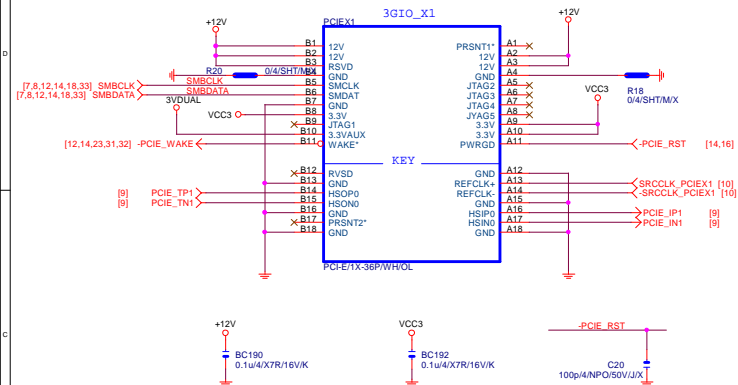 3GIO_X1
+12V
+12V
PCIEX1
B1 12V PRSNT1* A1
B2 12V 12V A2
B3 RSVD 12V A3
R20 0/4/SHT/M/X B4 GND GND A4
[7,8,12,14,18,33] SMBCLK SMBCLK B5 SMCLK JTAG2 A5
[7,8,12,14,18,33] SMBDATA SMBDATA B6 SMDAT JTAG3 A6
R18
0/4/SHT/M/X
3VDUAL B7 GND JTAG4 A7
VCC3
VCC3 B8 3.3V JYAG5 A8
B9 JTAG1 3.3V A9
B10 3.3VAUX 3.3V A10
[12,14,23,31,32] -PCIE_WAKE B11 WAKE* PWRGD A11 -PCIE_RST [14,16]
KEY
B12 RVSD GND A12
B13 GND REFCLK+ A13 SRCCLK_PCIEX1 [10]
[9] PCIE_TP1 B14 HSOP0 REFCLK- A14 -SRCCLK_PCIEX1 [10]
[9] PCIE_TN1 B15 HSON0 GND A15
B16 GND HSIP0 A16 PCIE_IP1 [9]
B17 PRSNT2* HSIN0 A17 PCIE_IN1 [9]
B18 GND GND A18
PCI-E/1X-36P/WH/OL
D
C
+12V
BC190
0.1u/4/X7R/16V/K
VCC3
BC192
0.1u/4/X7R/16V/K
-PCIE_RST
C20
100p/4/NPO/50V/J/X